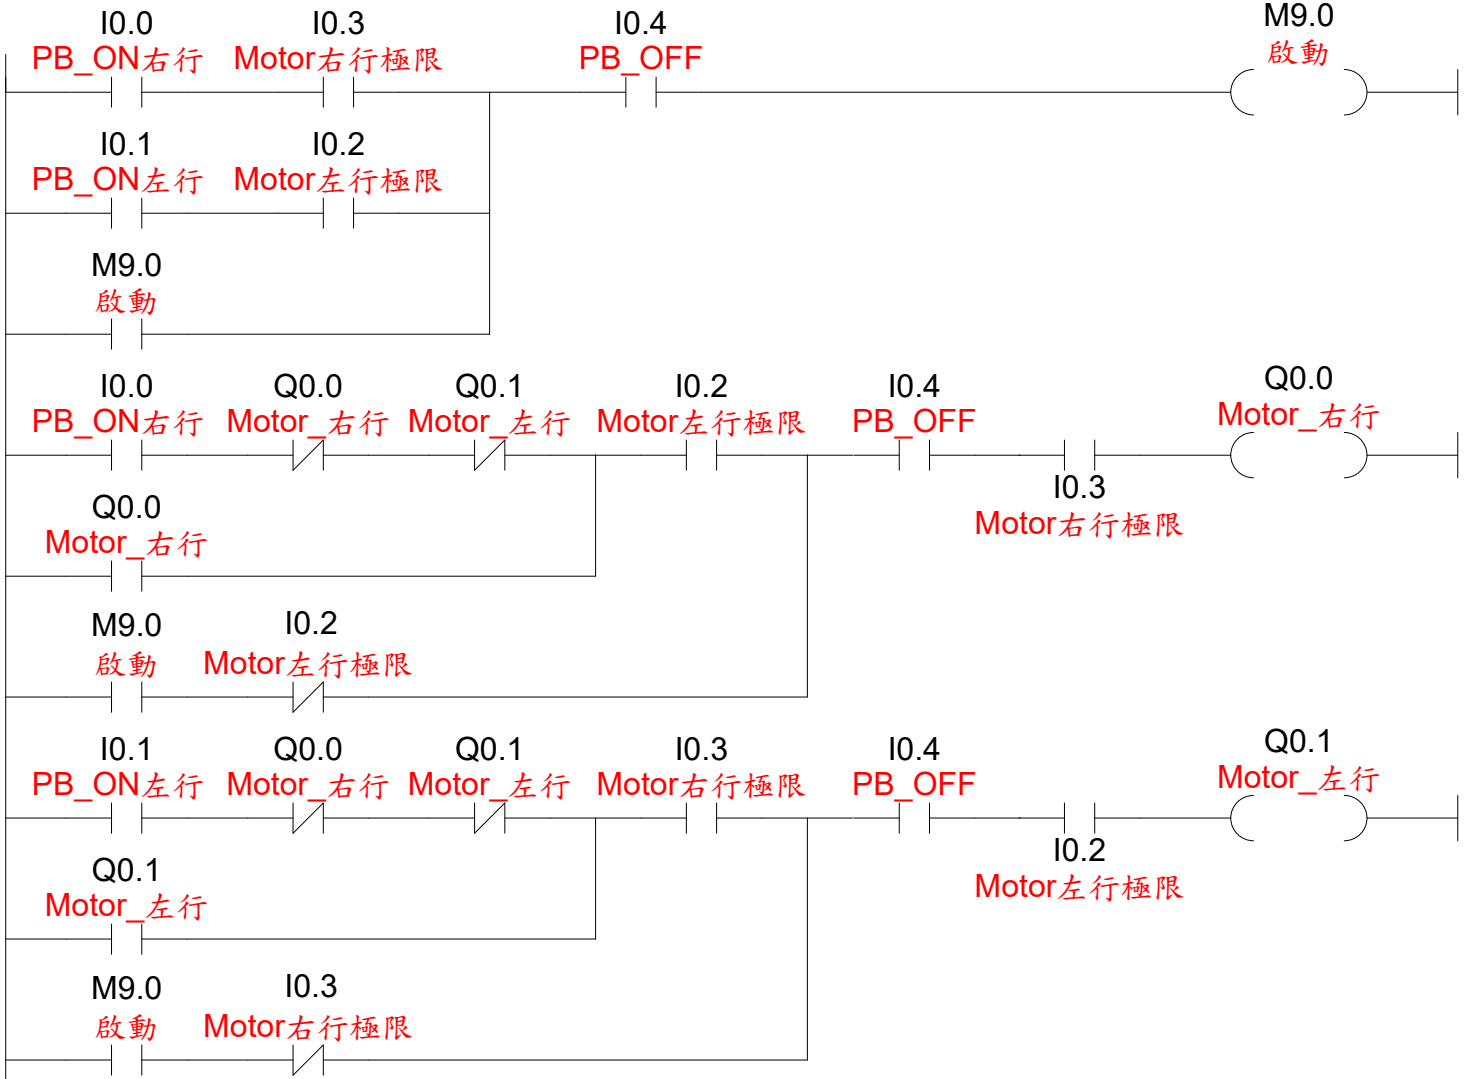 I0.0 I0.3 I0.4 M9.0
PB_ON右行 Motor右行極限 PB_OFF 啟動
I0.1 I0.2
PB_ON左行 Motor左行極限
M9.0
啟動
I0.0 Q0.0 Q0.1 I0.2 I0.4 Q0.0
PB_ON右行 Motor_右行 Motor_左行 Motor左行極限 PB_OFF Motor_右行
I0.3
Motor右行極限
Q0.0
Motor_右行
M9.0 I0.2
啟動 Motor左行極限
I0.1 Q0.0 Q0.1 I0.3 I0.4 Q0.1
PB_ON左行 Motor_右行 Motor_左行 Motor右行極限 PB_OFF Motor_左行
I0.2
Motor左行極限
Q0.1
Motor_左行
M9.0 I0.3
啟動 Motor右行極限